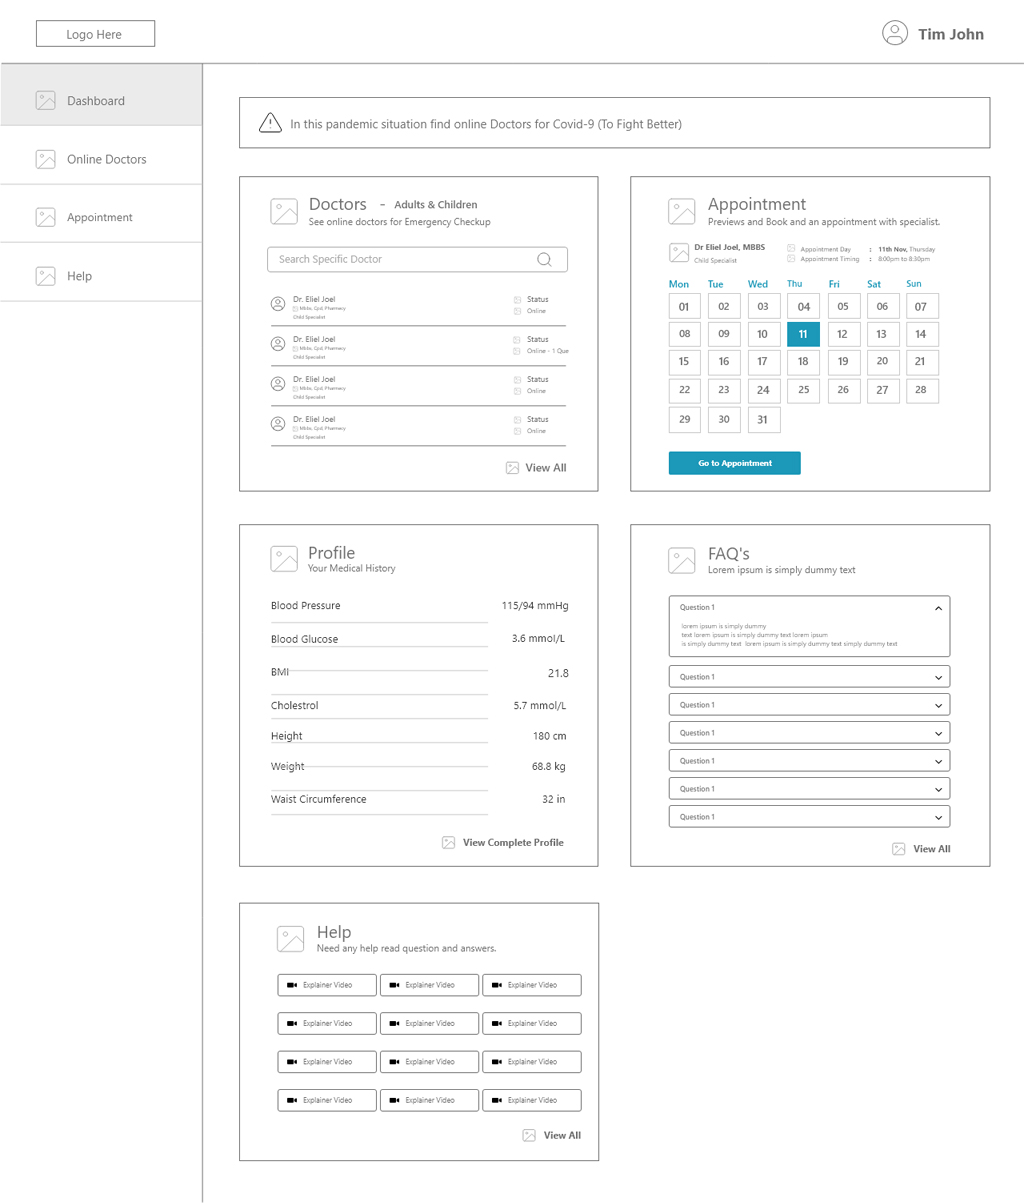 Logo Here
Tim John
Dashboard
Online Doctors
Appointment
Help
In this pandemic situation find online Doctors for Covid-9 (To Fight Better)
Doctors - Adults & Children
See online doctors for Emergency Checkup
Search Specific Doctor
Dr. Eliel Joel Status
Mbbs, Gpd, Pharmacy Online
Child Specialist
Dr. Eliel Joel Status
Mbbs, Gpd, Pharmacy Online - 1 Que
Child Specialist
Dr. Eliel Joel Status
Mbbs, Gpd, Pharmacy Online
Child Specialist
Dr. Eliel Joel Status
Mbbs, Gpd, Pharmacy Online
Child Specialist
View All
Appointment
Previews and Book and an appointment with specialist.
Dr Eliel Joel, MBBS Appointment Day : 11th Nov, Thursday
Child Specialist Appointment Timing : 8:00pm to 8:30pm
Mon Tue Wed Thu Fri Sat Sun
01 02 03 04 05 06 07
08 09 10 11 12 13 14
15 16 17 18 19 20 21
22 23 24 25 26 27 28
29 30 31
Go to Appointment
Profile
Your Medical History
Blood Pressure 115/94 mmHg
Blood Glucose 3.6 mmol/L
BMI 21.8
Cholestrol 5.7 mmol/L
Height 180 cm
Weight 68.8 kg
Waist Circumference 32 in
View Complete Profile
FAQ's
Lorem ipsum is simply dummy text
Question 1
lorem ipsum is simply dummy
text lorem ipsum is simply dummy text lorem ipsum
is simply dummy text lorem ipsum is simply dummy text simply dummy text
Question 1
Question 1
Question 1
Question 1
Question 1
Question 1
View All
Help
Need any help read question and answers.
Explainer Video Explainer Video Explainer Video
Explainer Video Explainer Video Explainer Video
Explainer Video Explainer Video Explainer Video
Explainer Video Explainer Video Explainer Video
View All